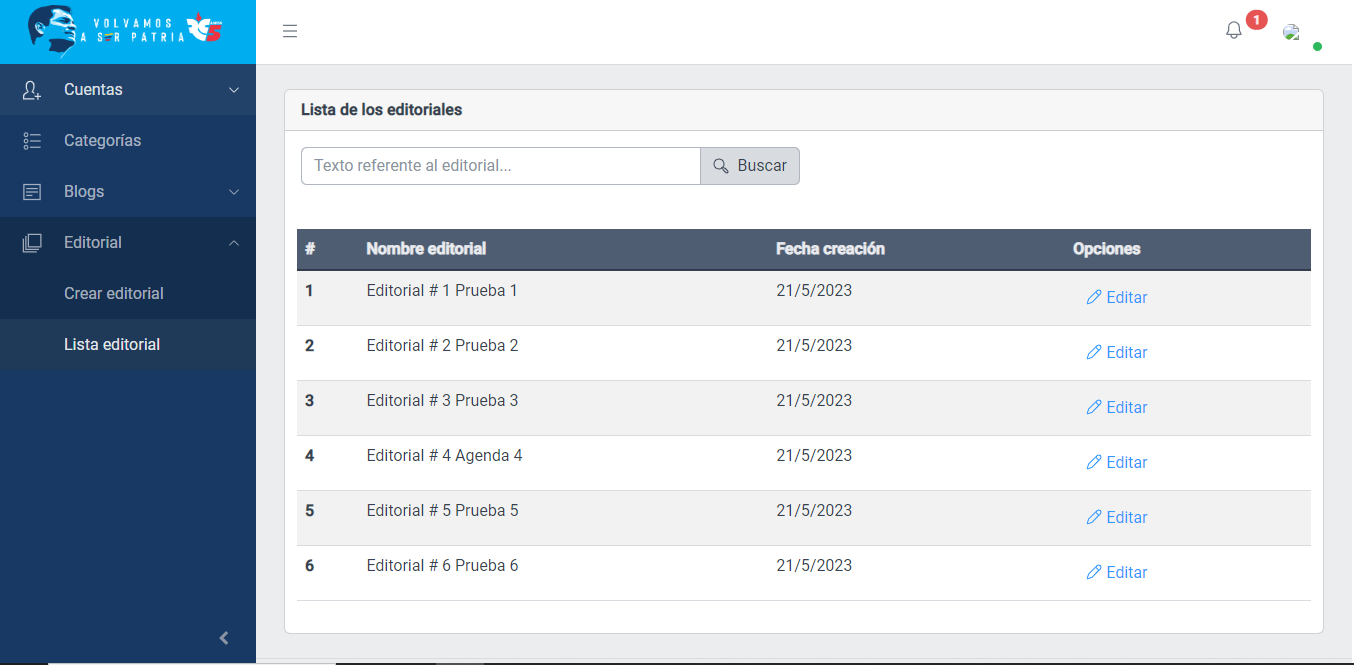 VOLVAMOS
A SER PATRIA
5
1
Cuentas
Categorías
Blogs
Editorial
Crear editorial
Lista editorial
Lista de los editoriales
Texto referente al editorial...
Buscar
# Nombre editorial Fecha creación Opciones
1 Editorial # 1 Prueba 1 21/5/2023 Editar
2 Editorial # 2 Prueba 2 21/5/2023 Editar
3 Editorial # 3 Prueba 3 21/5/2023 Editar
4 Editorial # 4 Agenda 4 21/5/2023 Editar
5 Editorial # 5 Prueba 5 21/5/2023 Editar
6 Editorial # 6 Prueba 6 21/5/2023 Editar